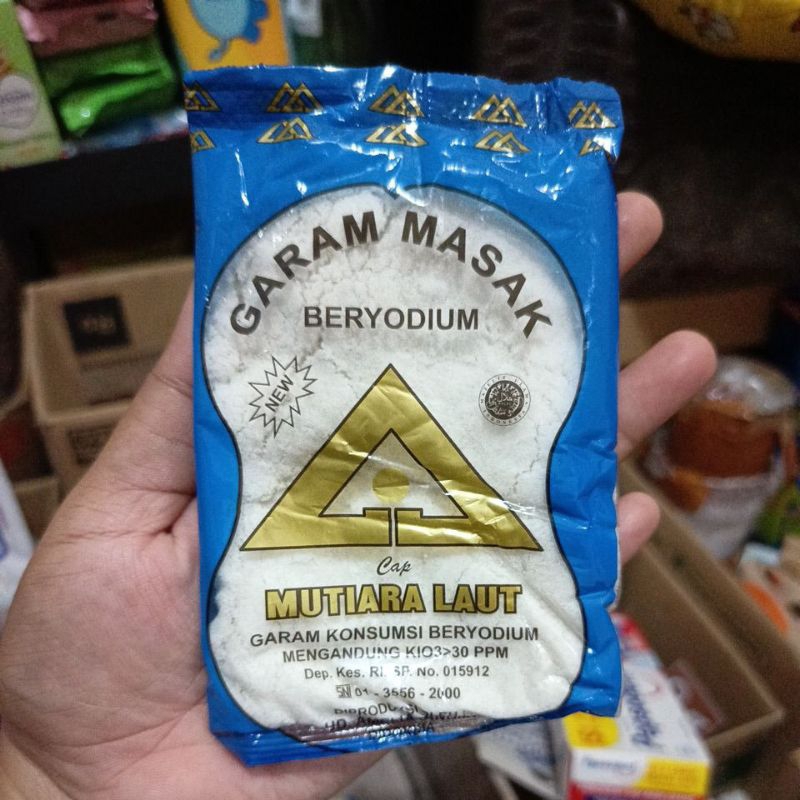 GARAM MASAK
BERYODIUM
NEW
Cap
MUTIARA LAUT
GARAM KONSUMSI BERYODIUM
MENGANDUNG KIO3>30 PPM
Dep. Kes. RI. SP. No. 015912
SNI 01 - 3556 - 2000
DIPRODUKSI